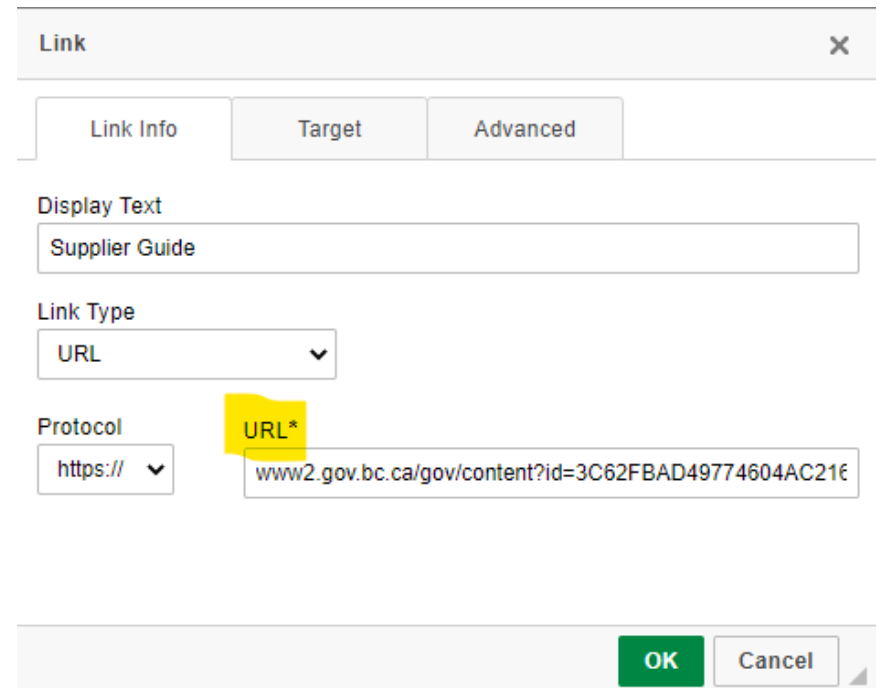 Link
Link Info Target Advanced
Display Text
Supplier Guide
Link Type
URL
Protocol URL*
https:// www2.gov.bc.ca/gov/content?id=3C62FBAD49774604AC216
OK Cancel